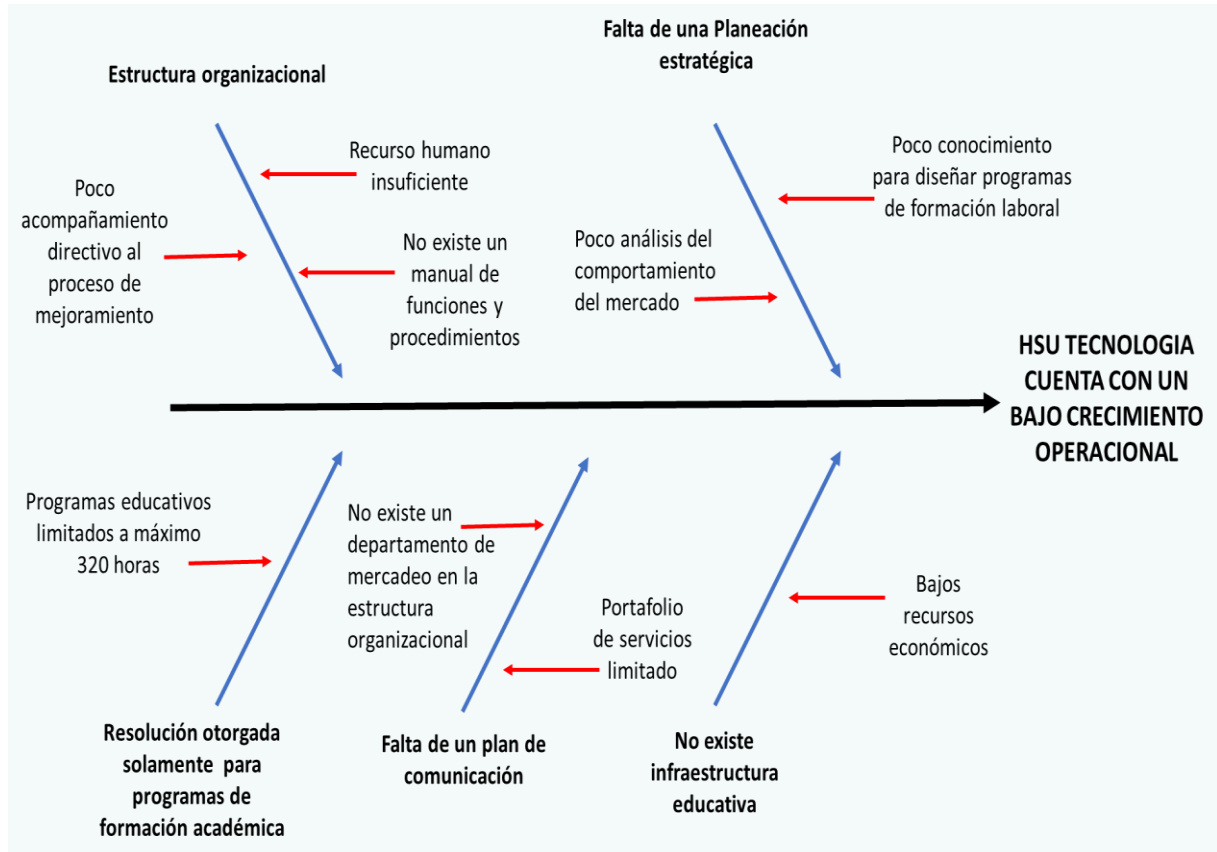 Estructura organizacional
Falta de una Planeación
estratégica
Recurso humano
insuficiente
Poco
acompañamiento
directivo al
proceso de
mejoramiento
No existe un
manual de
funciones y
procedimientos
Poco conocimiento
para diseñar programas
de formación laboral
Poco análisis del
comportamiento
del mercado
HSU TECNOLOGIA
CUENTA CON UN
BAJO CRECIMIENTO
OPERACIONAL
Programas educativos
limitados a máximo
320 horas
No existe un
departamento de
mercadeo en la
estructura
organizacional
Portafolio
de servicios
limitado
Bajos
recursos
económicos
Resolución otorgada
solamente para
programas de
formación académica
Falta de un plan de
comunicación
No existe
infraestructura
educativa